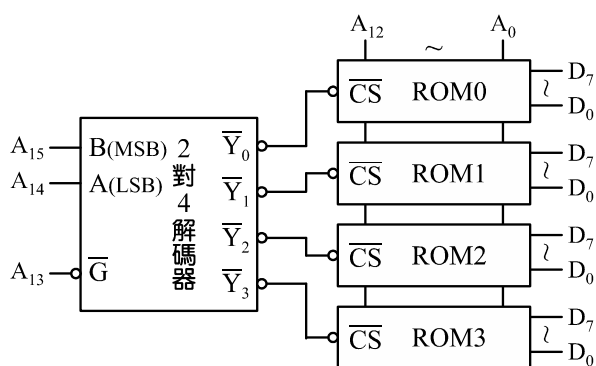 A12 ~ A0
CS ROM0 D7 ~ D0
A15 B(MSB) Y0
A14 A(LSB) Y1
A13 G Y2
Y3
2對4解碼器
CS ROM1 D7 ~ D0
CS ROM2 D7 ~ D0
CS ROM3 D7 ~ D0